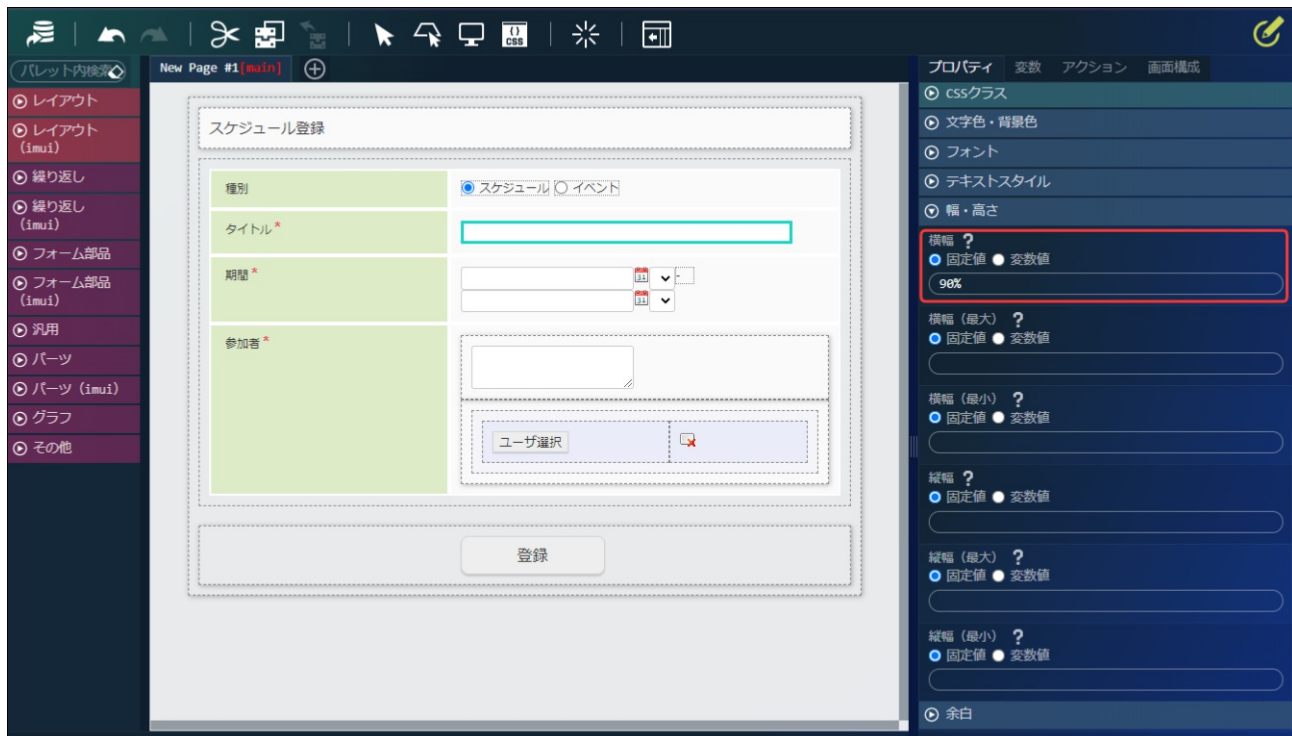 {}
CSS
パレット内検索
レイアウト
レイアウト
(imui)
繰り返し
繰り返し
(imui)
フォーム部品
フォーム部品
(imui)
汎用
パーツ
パーツ (imui)
グラフ
その他
New Page #1[main]
スケジュール登録
種別
スケジュール イベント
タイトル *
期間 *
31
-
31
参加者 *
ユーザ選択
登録
プロパティ 変数 アクション 画面構成
cssクラス
文字色・背景色
フォント
テキストスタイル
幅・高さ
横幅 ?
固定値 変数値
90%
横幅（最大） ?
固定値 変数値
横幅（最小） ?
固定値 変数値
縦幅 ?
固定値 変数値
縦幅（最大） ?
固定値 変数値
縦幅（最小） ?
固定値 変数値
余白